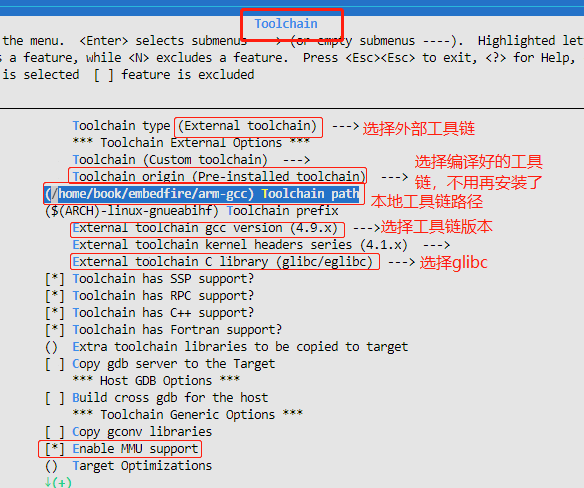 Toolchain
the menu.  <Enter> selects submenus ---> (or empty submenus ----).  Highlighted let
s a feature, while <N> excludes a feature.  Press <Esc><Esc> to exit, <?> for Help,
is selected  [ ] feature is excluded
Toolchain type (External toolchain)  ---> 选择外部工具链
*** Toolchain External Options ***
Toolchain (Custom toolchain)  --->
Toolchain origin (Pre-installed toolchain)  ---> 选择编译好的工具链，不用再安装了
(/home/book/embedfire/arm-gcc) Toolchain path 本地工具链路径
($(ARCH)-linux-gnueabihf) Toolchain prefix
External toolchain gcc version (4.9.x)  ---> 选择工具链版本
External toolchain kernel headers series (4.1.x)  --->
External toolchain C library (glibc/eglibc)  ---> 选择glibc
[*] Toolchain has SSP support?
[*] Toolchain has RPC support?
[*] Toolchain has C++ support?
[*] Toolchain has Fortran support?
()  Extra toolchain libraries to be copied to target
[ ] Copy gdb server to the Target
*** Host GDB Options ***
[ ] Build cross gdb for the host
*** Toolchain Generic Options ***
[ ] Copy gconv libraries
[*] Enable MMU support
()  Target Optimizations
↓(+)